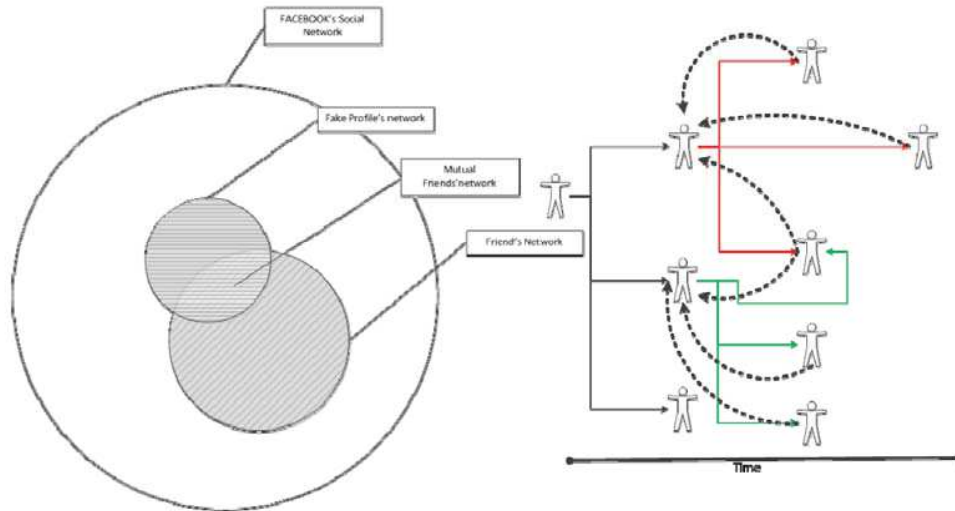 FACEBOOK's Social
Network
Fake Profile's network
Mutual
Friends'network
Friend's Network
Time